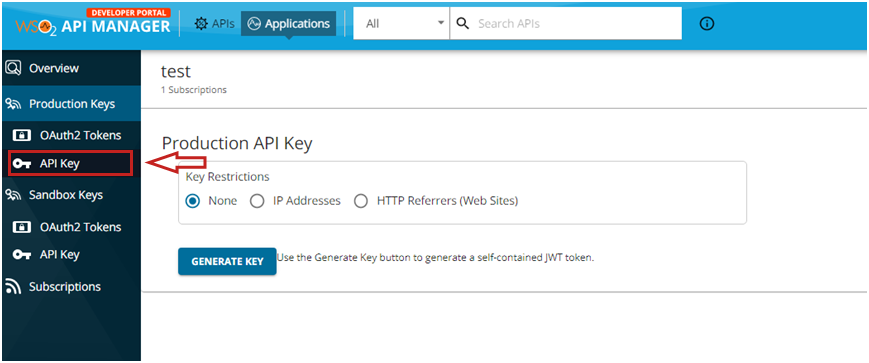 DEVELOPER PORTAL
WSO2 API MANAGER
APIs
Applications
All
Search APIs
Overview
Production Keys
OAuth2 Tokens
API Key
Sandbox Keys
OAuth2 Tokens
API Key
Subscriptions
test
1 Subscriptions
Production API Key
Key Restrictions
None IP Addresses HTTP Referrers (Web Sites)
GENERATE KEY Use the Generate Key button to generate a self-contained JWT token.